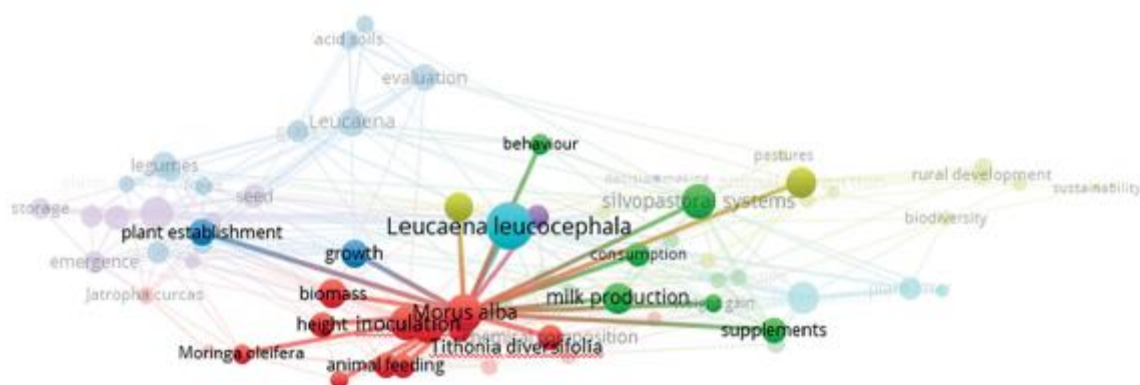 acid soils
evaluation
Leucaena
behaviour
pastures
legumes
rural development
sustainability
seed
silvopastoral systems
storage
biodiversity
Leucaena leucocephala
plant establishment
growth
consumption
emergence
Jatropha curcas
biomass
milk production
gain
Morus alba
height
inoculation
supplements
composition
Tithonia diversifolia
Moringa oleifera
animal feeding